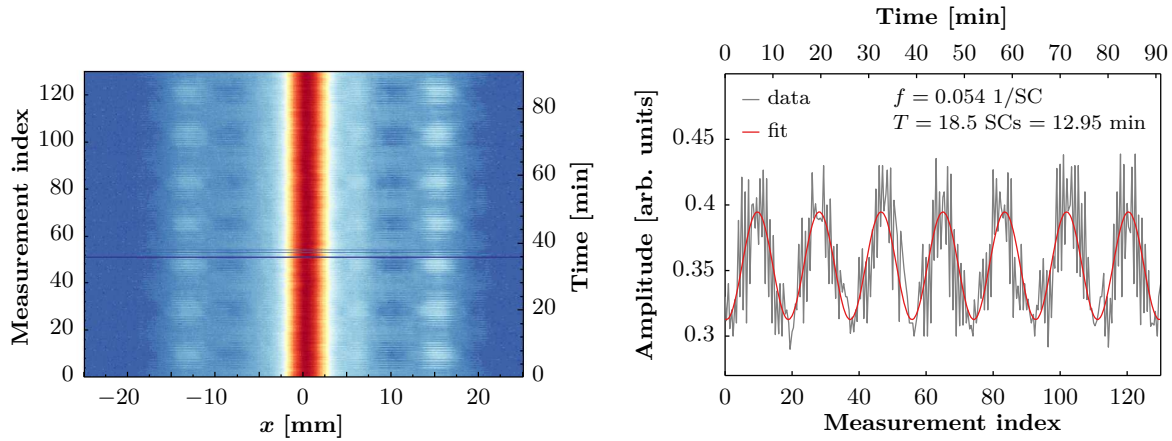 Measurement index
120
100
80
60
40
20
0
−20
−10
0
10
20
x [mm]
80
60
40
20
0
Time [min]
Time [min]
0 10 20 30 40 50 60 70 80 90
data
fit
f = 0.054 1/SC
T = 18.5 SCs = 12.95 min
Amplitude [arb. units]
0.45
0.4
0.35
0.3
0 20 40 60 80 100 120
Measurement index